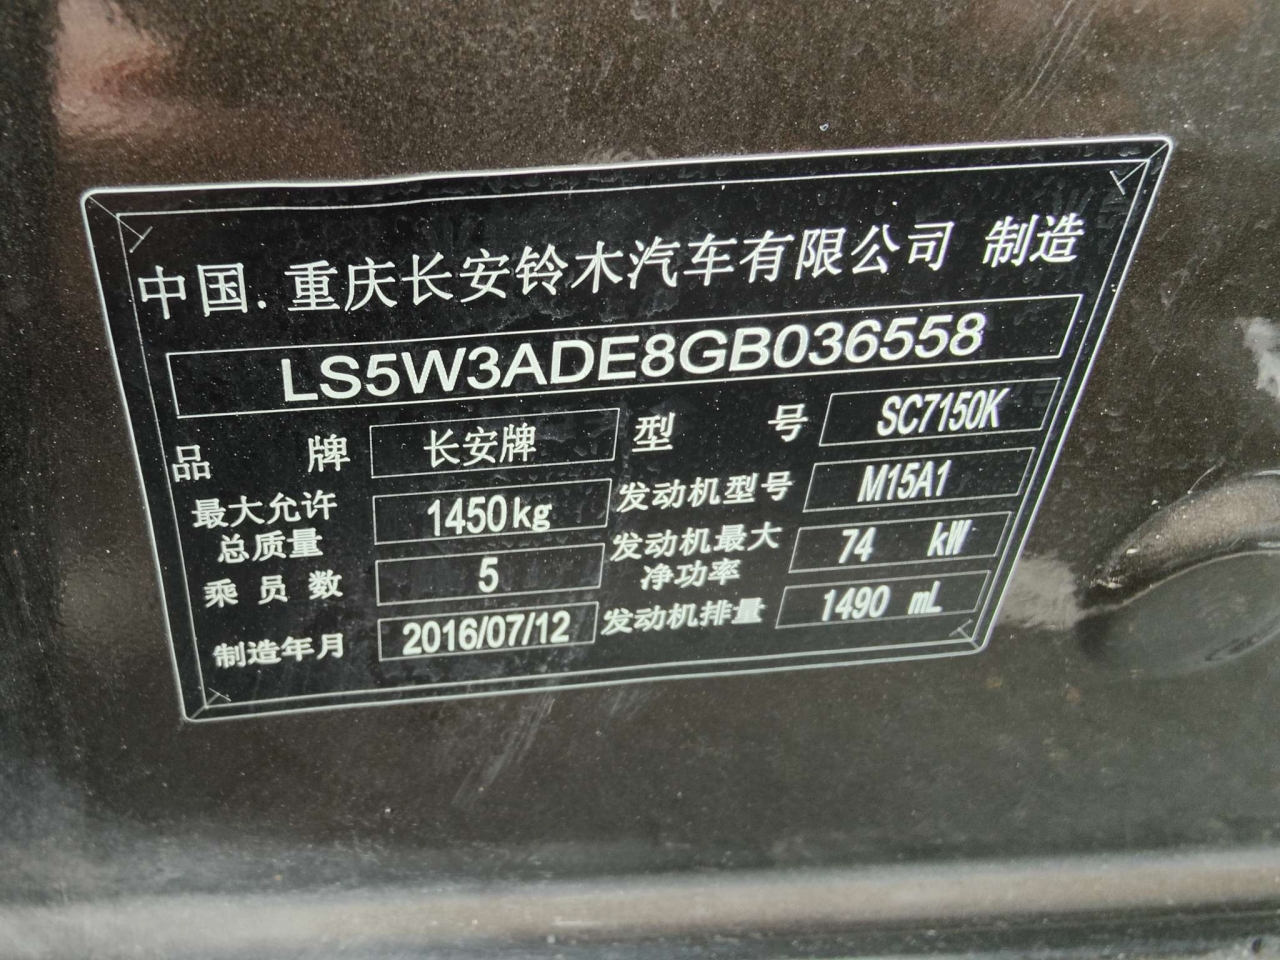 中国.重庆长安铃木汽车有限公司 制造
LS5W3ADE8GB036558
品 牌 长安牌 型 号 SC7150K
最大允许总质量 1450kg 发动机型号 M15A1
乘员数 5 发动机最大净功率 74 kW
制造年月 2016/07/12 发动机排量 1490 mL